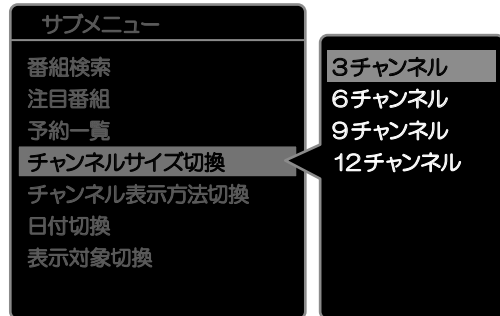 サブメニュー
番組検索
注目番組
予約一覧
チャンネルサイズ切換
チャンネル表示方法切換
日付切換
表示対象切換
3チャンネル
6チャンネル
9チャンネル
12チャンネル